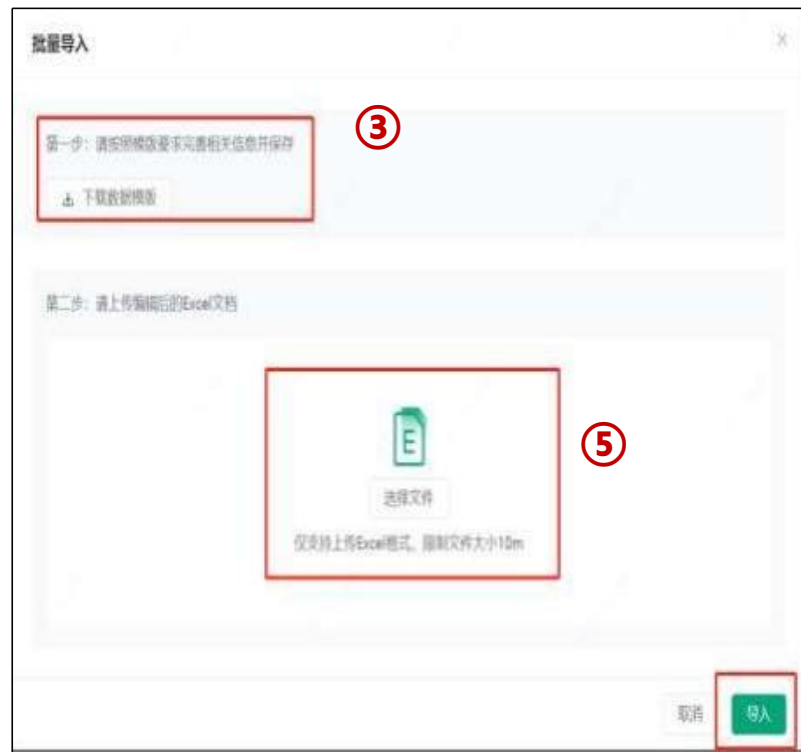 批量导入
×
第一步：请按照模版要求完善相关信息并保存
③
下载数据模版
第二步：请上传编辑后的Excel文档
E
⑤
选择文件
仅支持上传Excel格式，限制文件大小10m
取消
导入